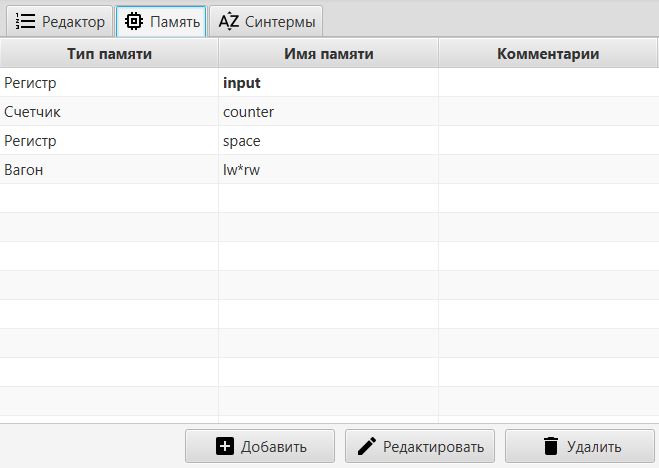 Редактор Память Синтермы
Тип памяти Имя памяти Комментарии
Регистр input
Счетчик counter
Регистр space
Вагон lw*rw
Добавить Редактировать Удалить